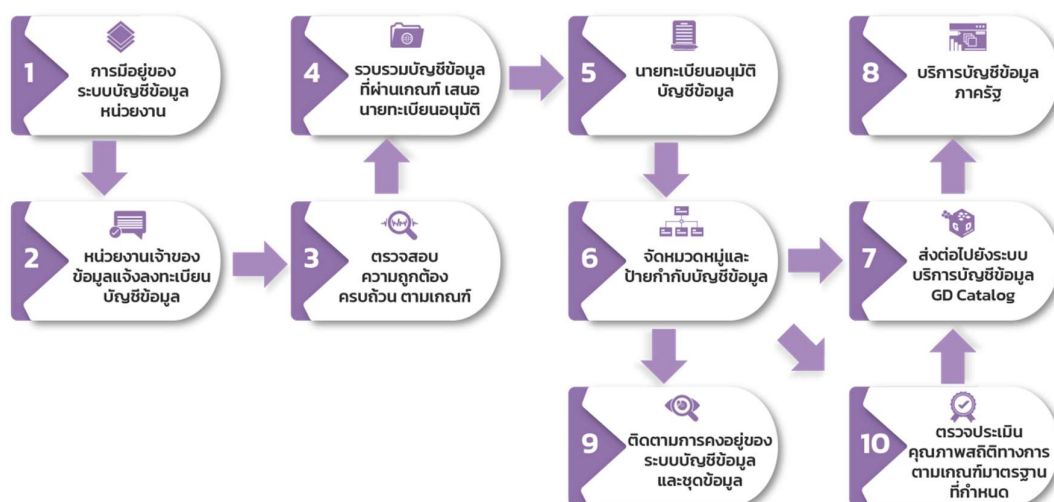 1
การมีอยู่ของ
ระบบบัญชีข้อมูล
หน่วยงาน
2
หน่วยงานเจ้าของ
ข้อมูลแจ้งลงทะเบียน
บัญชีข้อมูล
3
ตรวจสอบ
ความถูกต้อง
ครบถ้วน ตามเกณฑ์
4
รวบรวมบัญชีข้อมูล
ที่ผ่านเกณฑ์ เสนอ
นายทะเบียนอนุมัติ
5
นายทะเบียนอนุมัติ
บัญชีข้อมูล
6
จัดหมวดหมู่และ
ป้ายกำกับบัญชีข้อมูล
7
ส่งต่อไปยังระบบ
บริการบัญชีข้อมูล
GD Catalog
8
บริการบัญชีข้อมูล
ภาครัฐ
9
ติดตามการคงอยู่ของ
ระบบบัญชีข้อมูล
และชุดข้อมูล
10
ตรวจประเมิน
คุณภาพสถิติทางการ
ตามเกณฑ์มาตรฐาน
ที่กำหนด